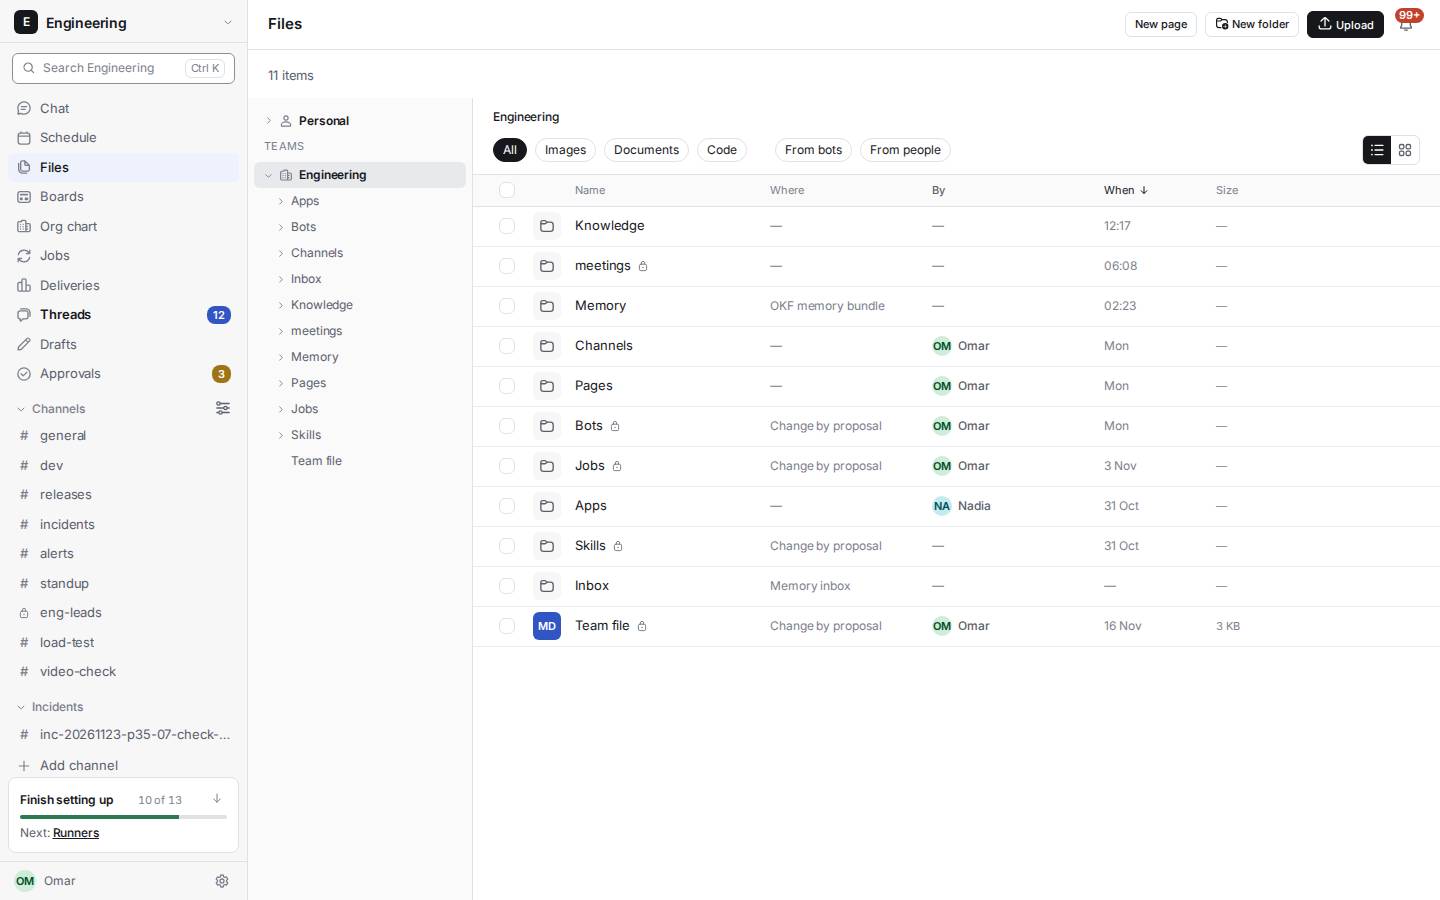 E Engineering
Search Engineering Ctrl K
Chat
Schedule
Files
Boards
Org chart
Jobs
Deliveries
Threads 12
Drafts
Approvals 3
Channels
# general
# dev
# releases
# incidents
# alerts
# standup
eng-leads
# load-test
# video-check
Incidents
# inc-20261123-p35-07-check-...
+ Add channel
Finish setting up 10 of 13
Next: Runners
OM Omar
Files
New page New folder Upload 99+
11 items
Personal
TEAMS
Engineering
Apps
Bots
Channels
Inbox
Knowledge
meetings
Memory
Pages
Jobs
Skills
Team file
Engineering
All Images Documents Code From bots From people
Name Where By When ↓ Size
Knowledge — — 12:17 —
meetings — — 06:08 —
Memory OKF memory bundle — 02:23 —
Channels — OM Omar Mon —
Pages — OM Omar Mon —
Bots Change by proposal OM Omar Mon —
Jobs Change by proposal OM Omar 3 Nov —
Apps — NA Nadia 31 Oct —
Skills Change by proposal — 31 Oct —
Inbox Memory inbox — — —
MD Team file Change by proposal OM Omar 16 Nov 3 KB